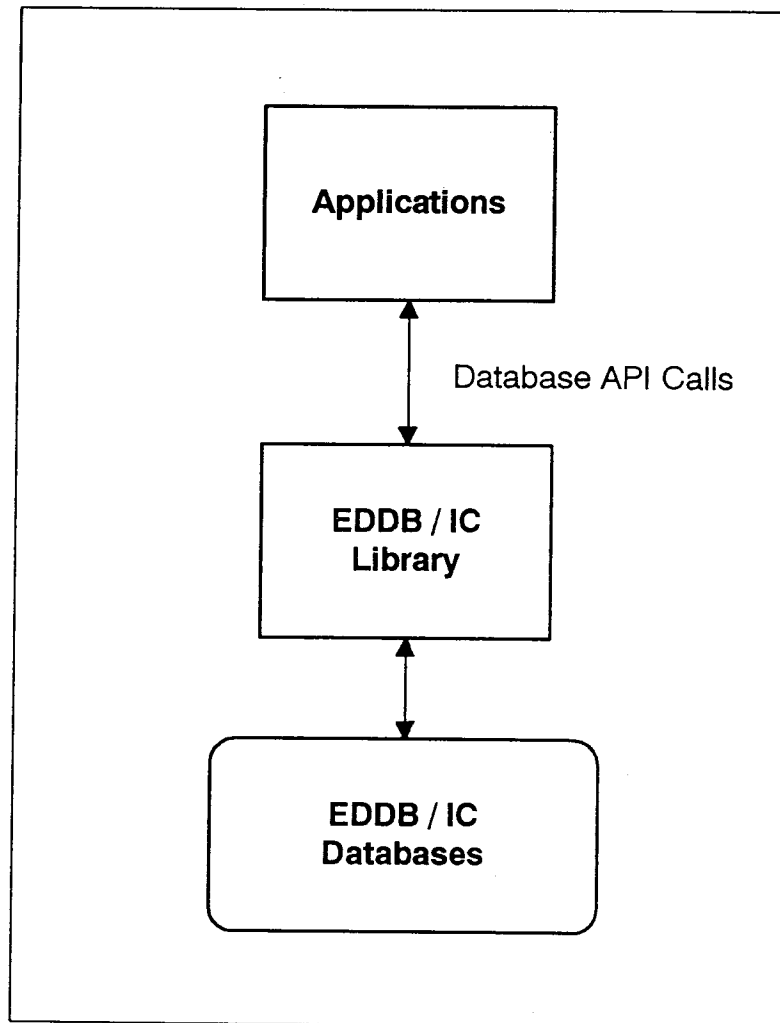 Applications
Database API Calls
EDDB / IC
Library
EDDB / IC
Databases